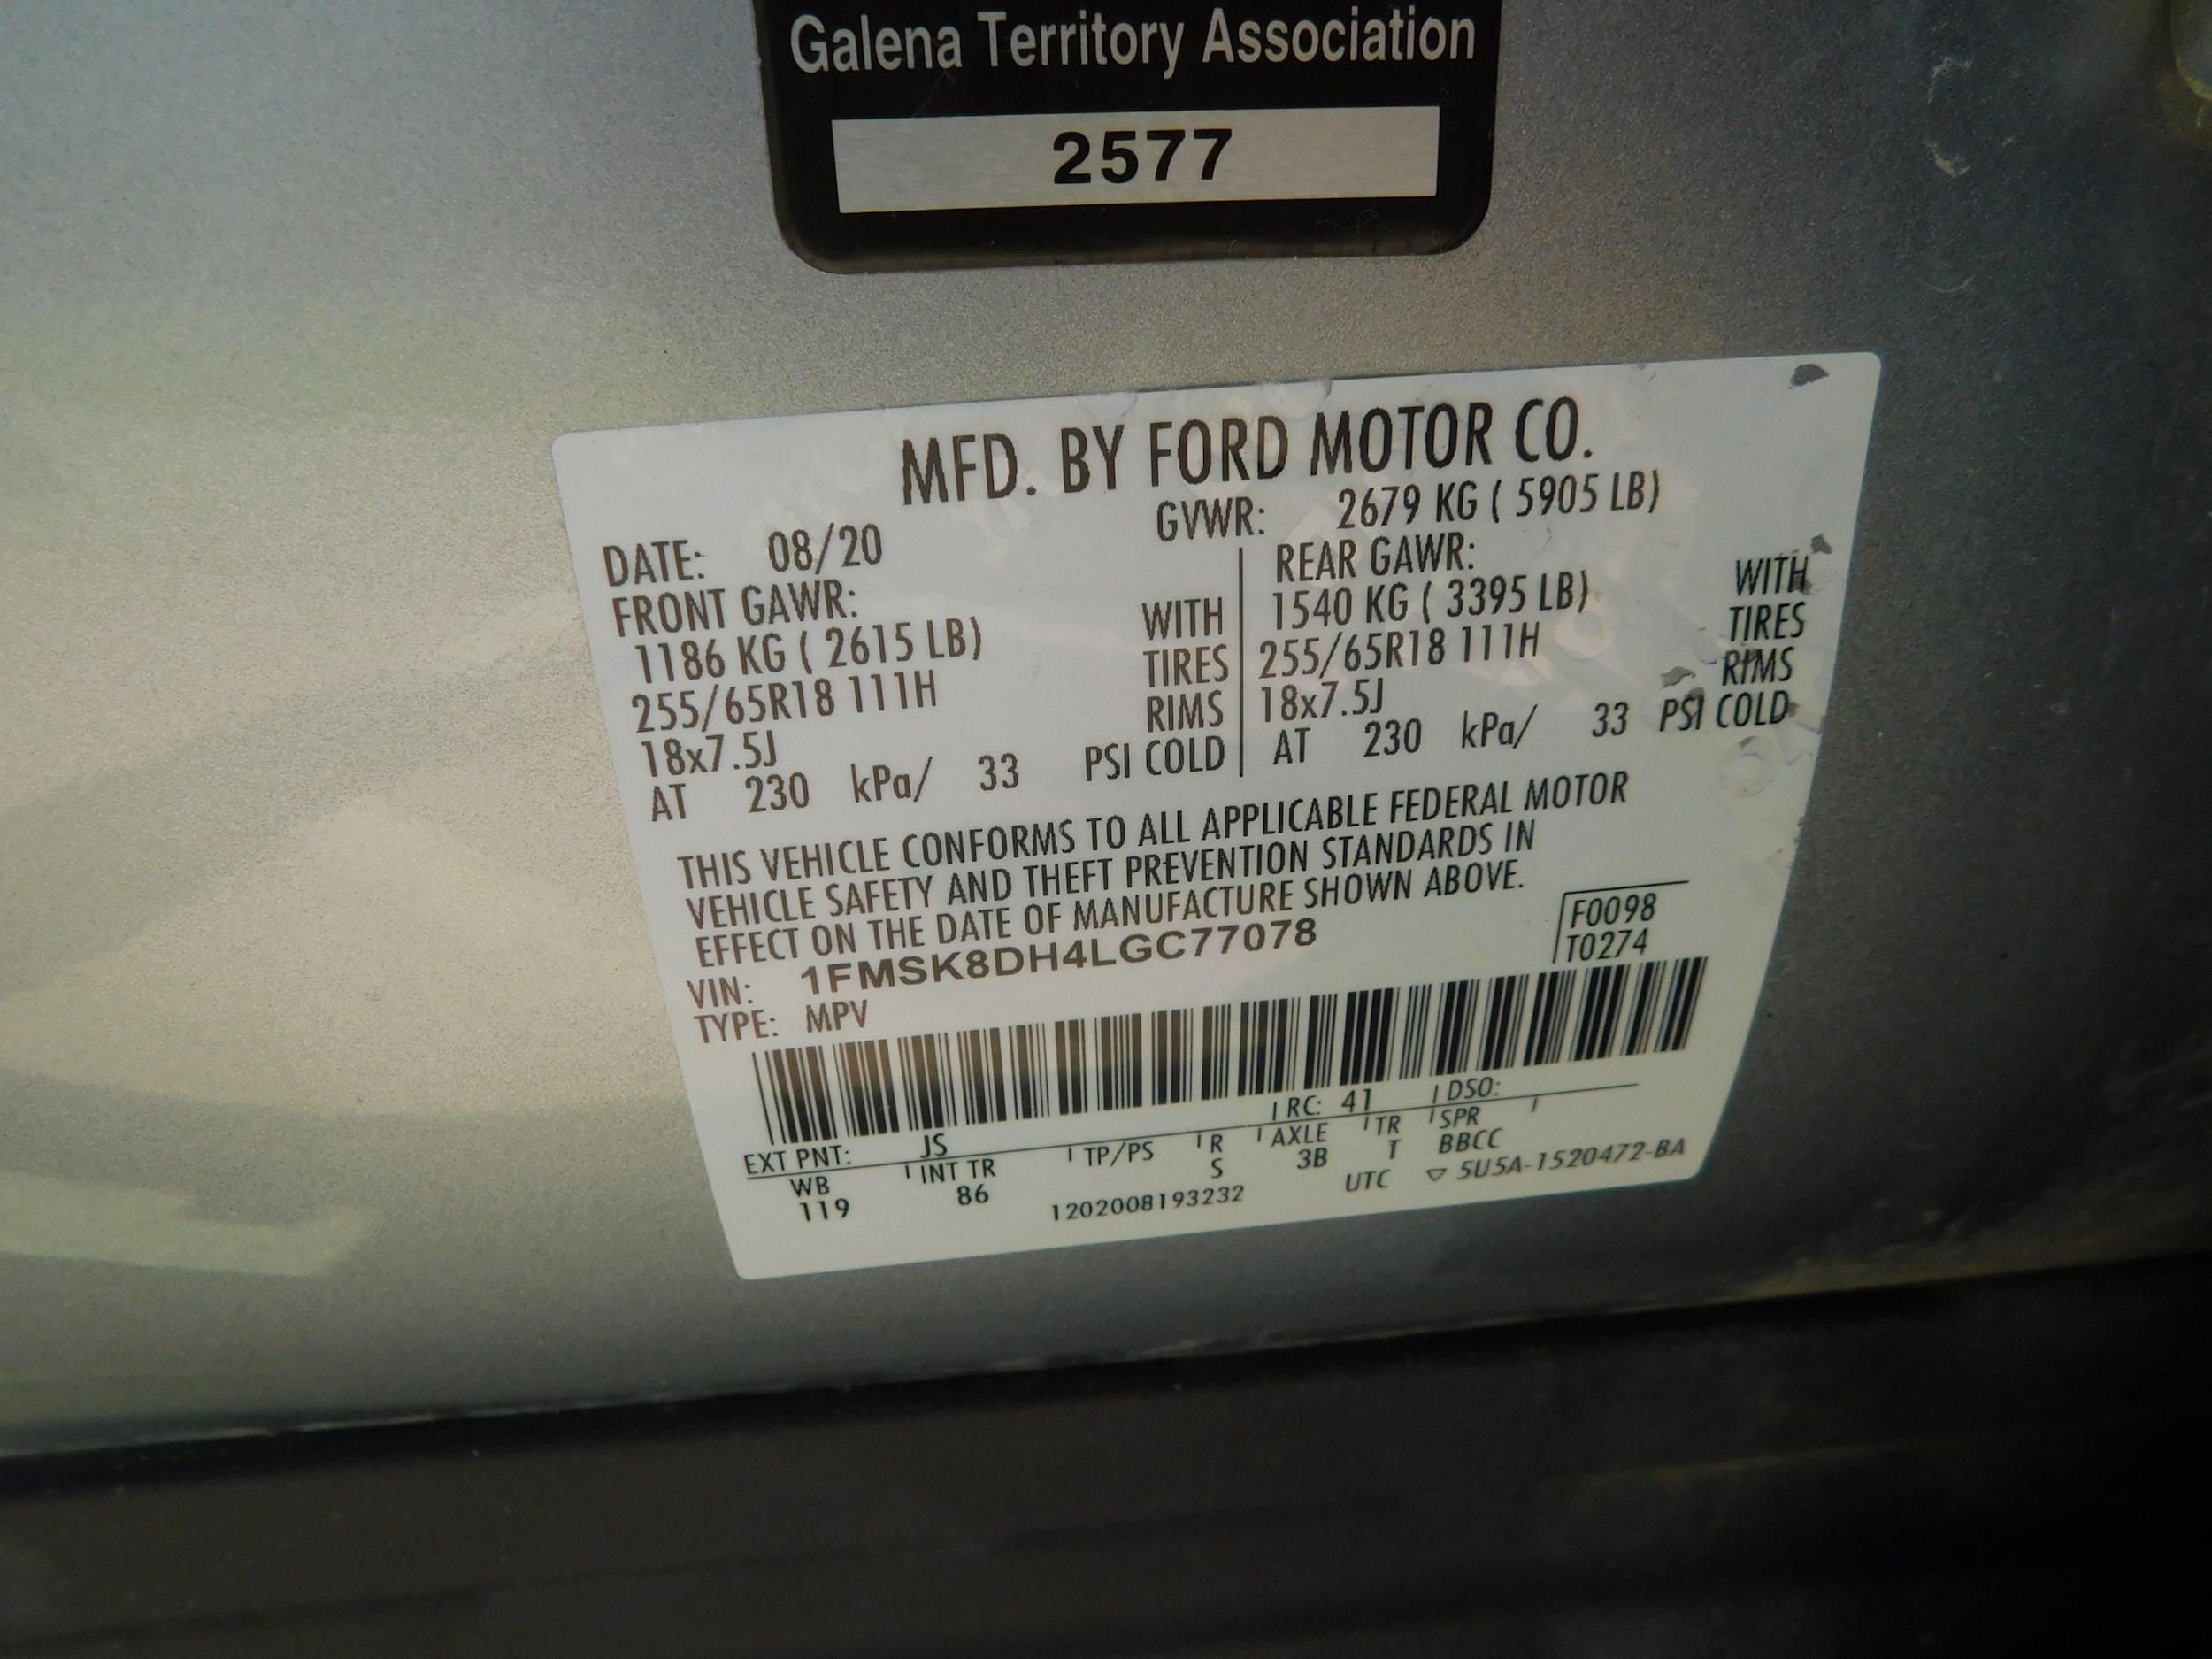 Galena Territory Association
2577
MFD. BY FORD MOTOR CO.
DATE: 08/20 GVWR: 2679 KG ( 5905 LB)
FRONT GAWR: REAR GAWR:
1186 KG ( 2615 LB) WITH 1540 KG ( 3395 LB) WITH
255/65R18 111H TIRES 255/65R18 111H TIRES
18x7.5J RIMS 18x7.5J RIMS
AT 230 kPa/ 33 PSI COLD AT 230 kPa/ 33 PSI COLD
THIS VEHICLE CONFORMS TO ALL APPLICABLE FEDERAL MOTOR
VEHICLE SAFETY AND THEFT PREVENTION STANDARDS IN
EFFECT ON THE DATE OF MANUFACTURE SHOWN ABOVE.
VIN: 1FMSK8DH4LGC77078 F0098
TYPE: MPV T0274
EXT PNT: JS RC: 41 DSO:
WB INT TR TP/PS R AXLE TR SPR
119 86 S 3B T BBCC
1202008193232 UTC ▽ 5U5A-1520472-BA